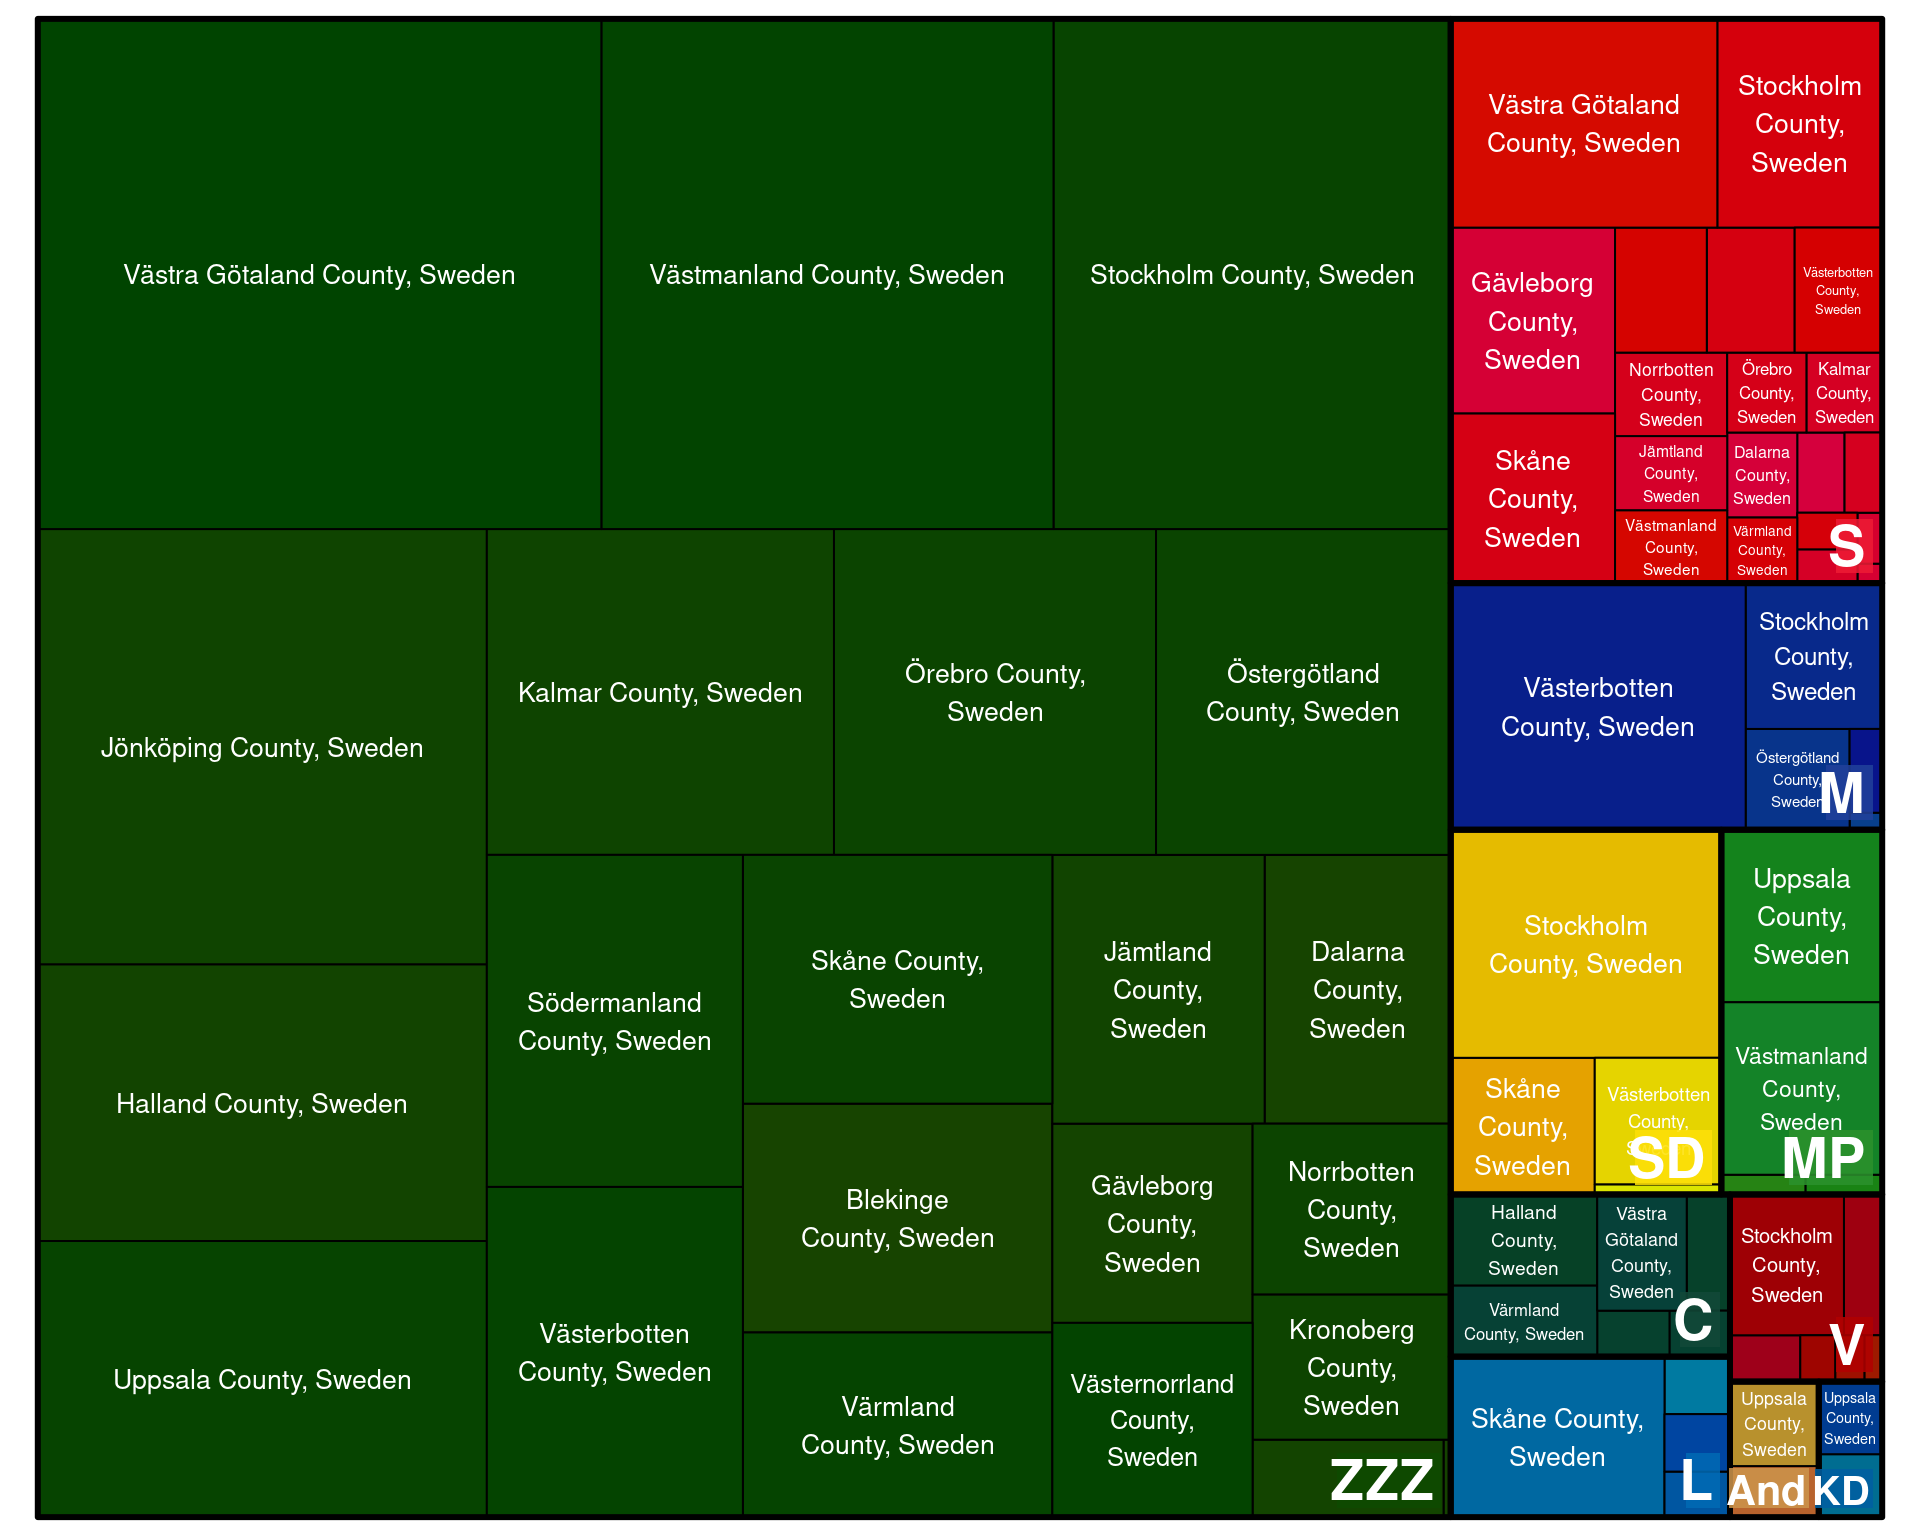 Västra Götaland County, Sweden
Västmanland County, Sweden
Stockholm County, Sweden
Jönköping County, Sweden
Kalmar County, Sweden
Örebro County,
Sweden
Östergötland
County, Sweden
Halland County, Sweden
Uppsala County, Sweden
Södermanland
County, Sweden
Skåne County,
Sweden
Jämtland
County,
Sweden
Dalarna
County,
Sweden
Västerbotten
County, Sweden
Blekinge
County, Sweden
Värmland
County, Sweden
Gävleborg
County,
Sweden
Norrbotten
County,
Sweden
Västernorrland
County,
Sweden
Kronoberg
County,
Sweden
ZZZ
Västra Götaland
County, Sweden
Stockholm
County,
Sweden
Gävleborg
County,
Sweden
Västerbotten
County,
Sweden
Skåne
County,
Sweden
Norrbotten
County,
Sweden
Örebro
County,
Sweden
Kalmar
County,
Sweden
Jämtland
County,
Sweden
Dalarna
County,
Sweden
Västmanland
County,
Sweden
Värmland
County,
Sweden
S
Västerbotten
County, Sweden
Stockholm
County,
Sweden
Östergötland
County,
Sweden
M
Stockholm
County, Sweden
Skåne
County,
Sweden
Västerbotten
County,
SD
Uppsala
County,
Sweden
Västmanland
County,
Sweden
MP
Halland
County,
Sweden
Västra
Götaland
County,
Sweden
Värmland
County, Sweden
C
Stockholm
County,
Sweden
V
Skåne County,
Sweden
L
Uppsala
County,
Sweden
And
Uppsala
County,
Sweden
KD